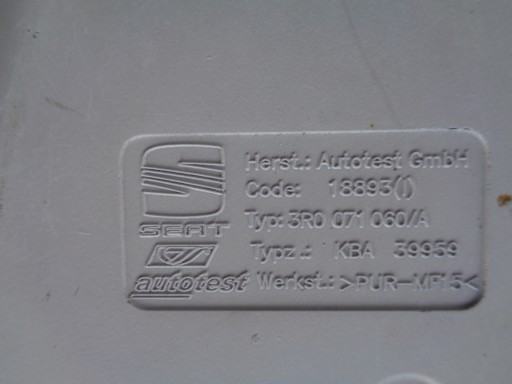 SEAT
autotest
Herst.: Autotest GmbH
Code: 18893(I)
Typ: 3R0 071 060/A
Typz.: KBA 39959
Werkst.: >PUR-MF15<